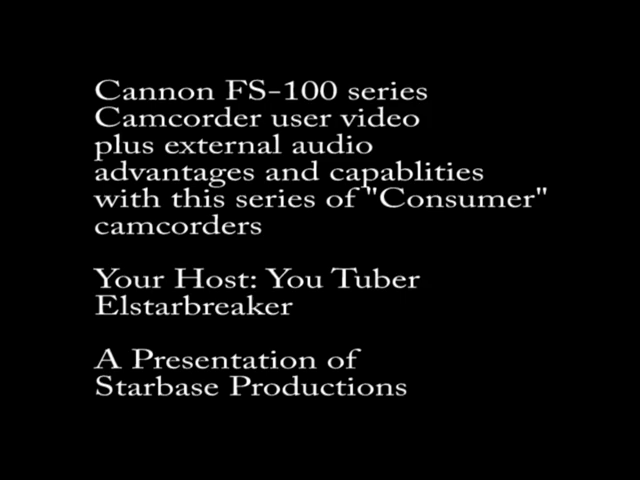 Cannon FS-100 series
Camcorder user video
plus external audio
advantages and capablities
with this series of "Consumer"
camcorders
Your Host: You Tuber
Elstarbreaker
A Presentation of
Starbase Productions